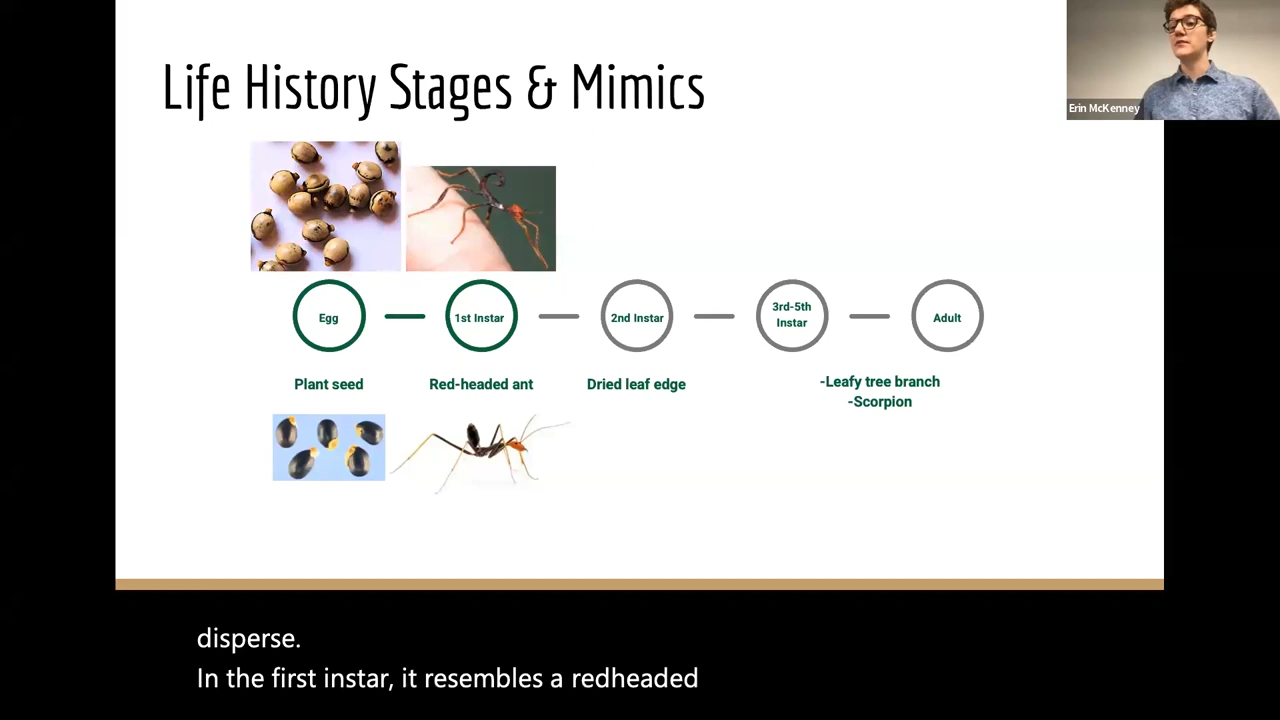 Life History Stages & Mimics
Erin McKenney
Egg
1st Instar
2nd Instar
3rd-5th
Instar
Adult
Plant seed
Red-headed ant
Dried leaf edge
-Leafy tree branch
-Scorpion
disperse.
In the first instar, it resembles a redheaded